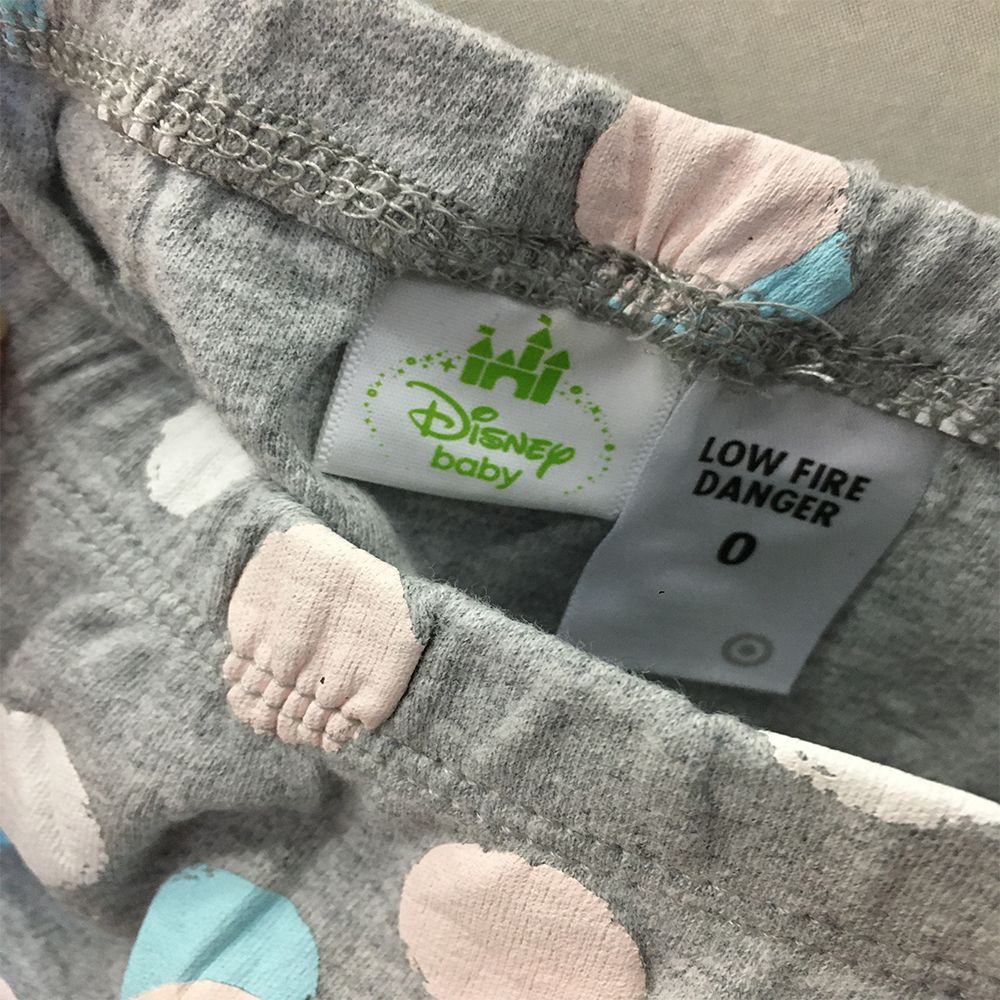 Disney
baby
LOW FIRE
DANGER
0